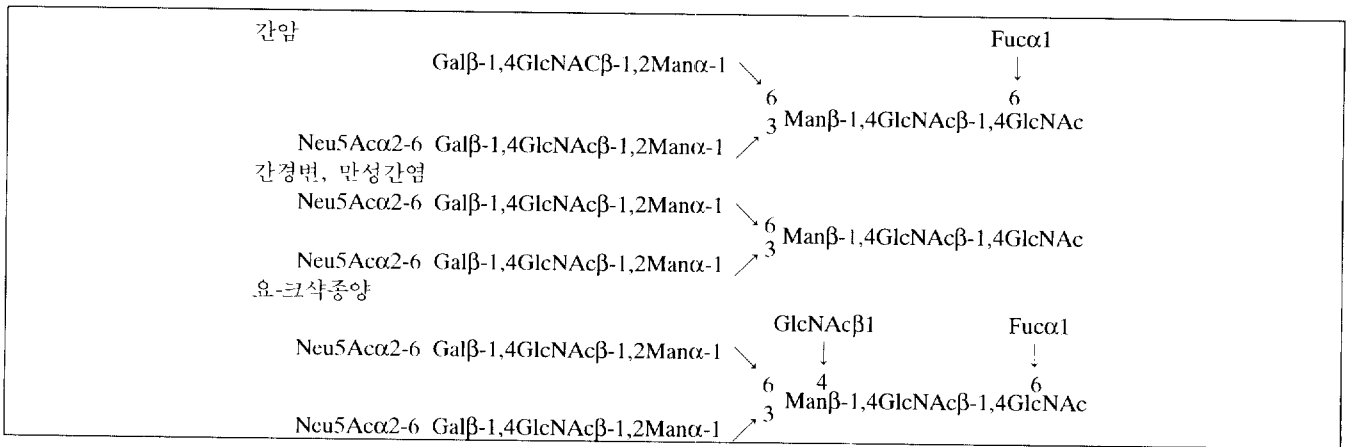 간암
Fucα1
↓
Galβ-1,4GlcNACβ-1,2Manα-1 ↘
6 6
3 Manβ-1,4GlcNAcβ-1,4GlcNAc
Neu5Acα2-6 Galβ-1,4GlcNAcβ-1,2Manα-1 ↗
간경변, 만성간염
Neu5Acα2-6 Galβ-1,4GlcNAcβ-1,2Manα-1 ↘
6
3 Manβ-1,4GlcNAcβ-1,4GlcNAc
Neu5Acα2-6 Galβ-1,4GlcNAcβ-1,2Manα-1 ↗
요-크삭종양
GlcNAcβ1 Fucα1
↓ ↓
Neu5Acα2-6 Galβ-1,4GlcNAcβ-1,2Manα-1 ↘
6 4 6
3 Manβ-1,4GlcNAcβ-1,4GlcNAc
Neu5Acα2-6 Galβ-1,4GlcNAcβ-1,2Manα-1 ↗